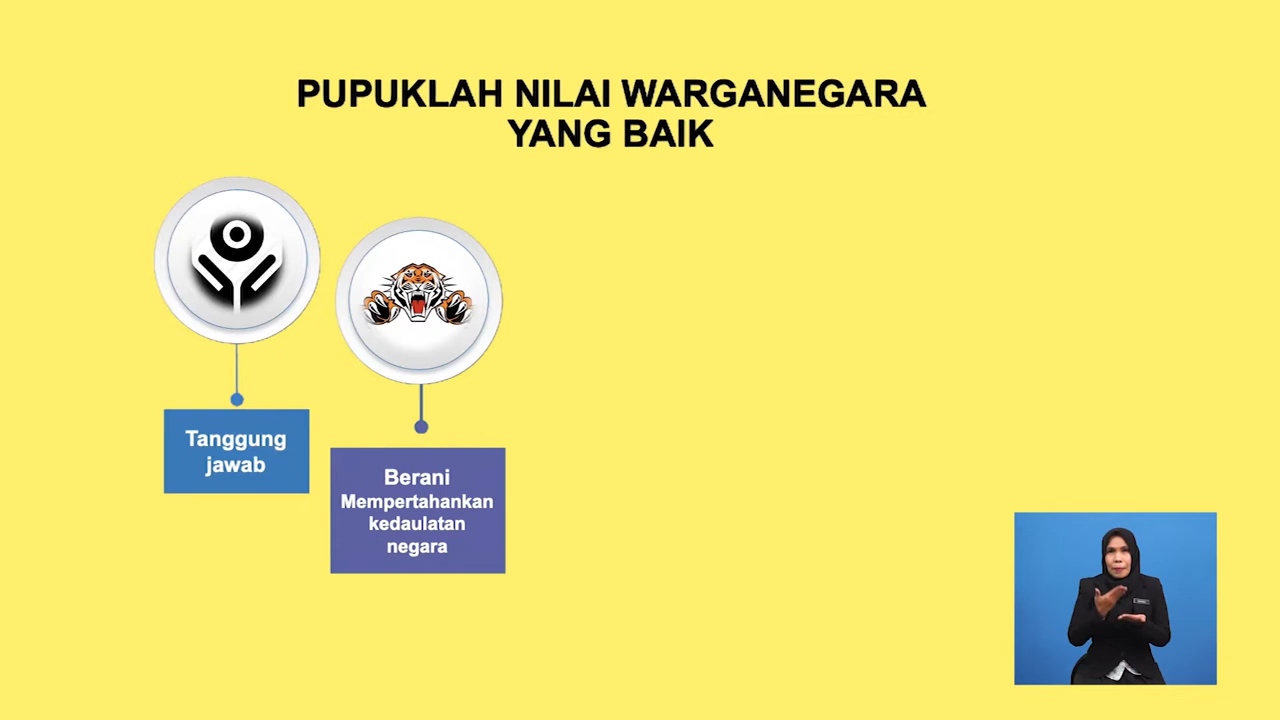 PUPUKLAH NILAI WARGANEGARA
YANG BAIK
Tanggung
jawab
Berani
Mempertahankan
kedaulatan
negara